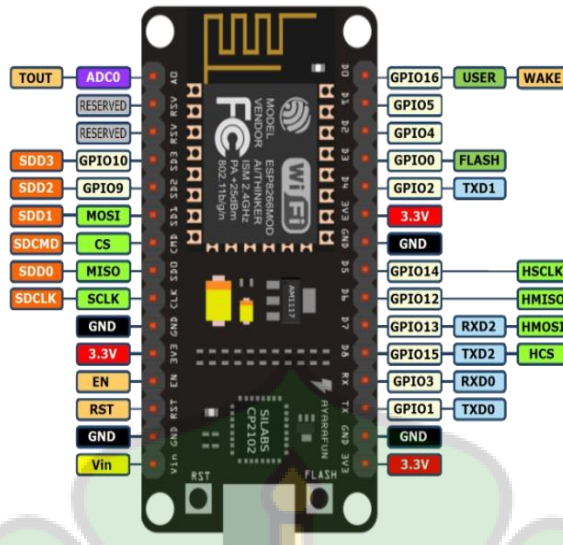 TOUT ADC0 A0 D0 GPIO16 USER WAKE
RESERVED RSV D1 GPIO5
RESERVED RSV D2 GPIO4
SDD3 GPIO10 SD3 D3 GPIO0 FLASH
SDD2 GPIO9 SD2 D4 GPIO2 TXD1
SDD1 MOSI SD1 3V3 3.3V
SDCMD CS CMD GND GND
SDD0 MISO SD0 D5 GPIO14 HSCLK
SDCLK SCLK CLK D6 GPIO12 HMISO
GND GND D7 GPIO13 RXD2 HMOSI
3.3V 3V3 D8 GPIO15 TXD2 HCS
EN EN RX GPIO3 RXD0
RST RST TX GPIO1 TXD0
GND GND GND GND
Vin Vin 3V3 3.3V
MODEL ESP8266MOD
VENDOR AI/THINKER
ISM 2.4GHz
PA +25dBm
802.11b/g/n
FC
Wi Fi
AM1117
SILABS
CP2102
AYARAFUN
RST
FLASH